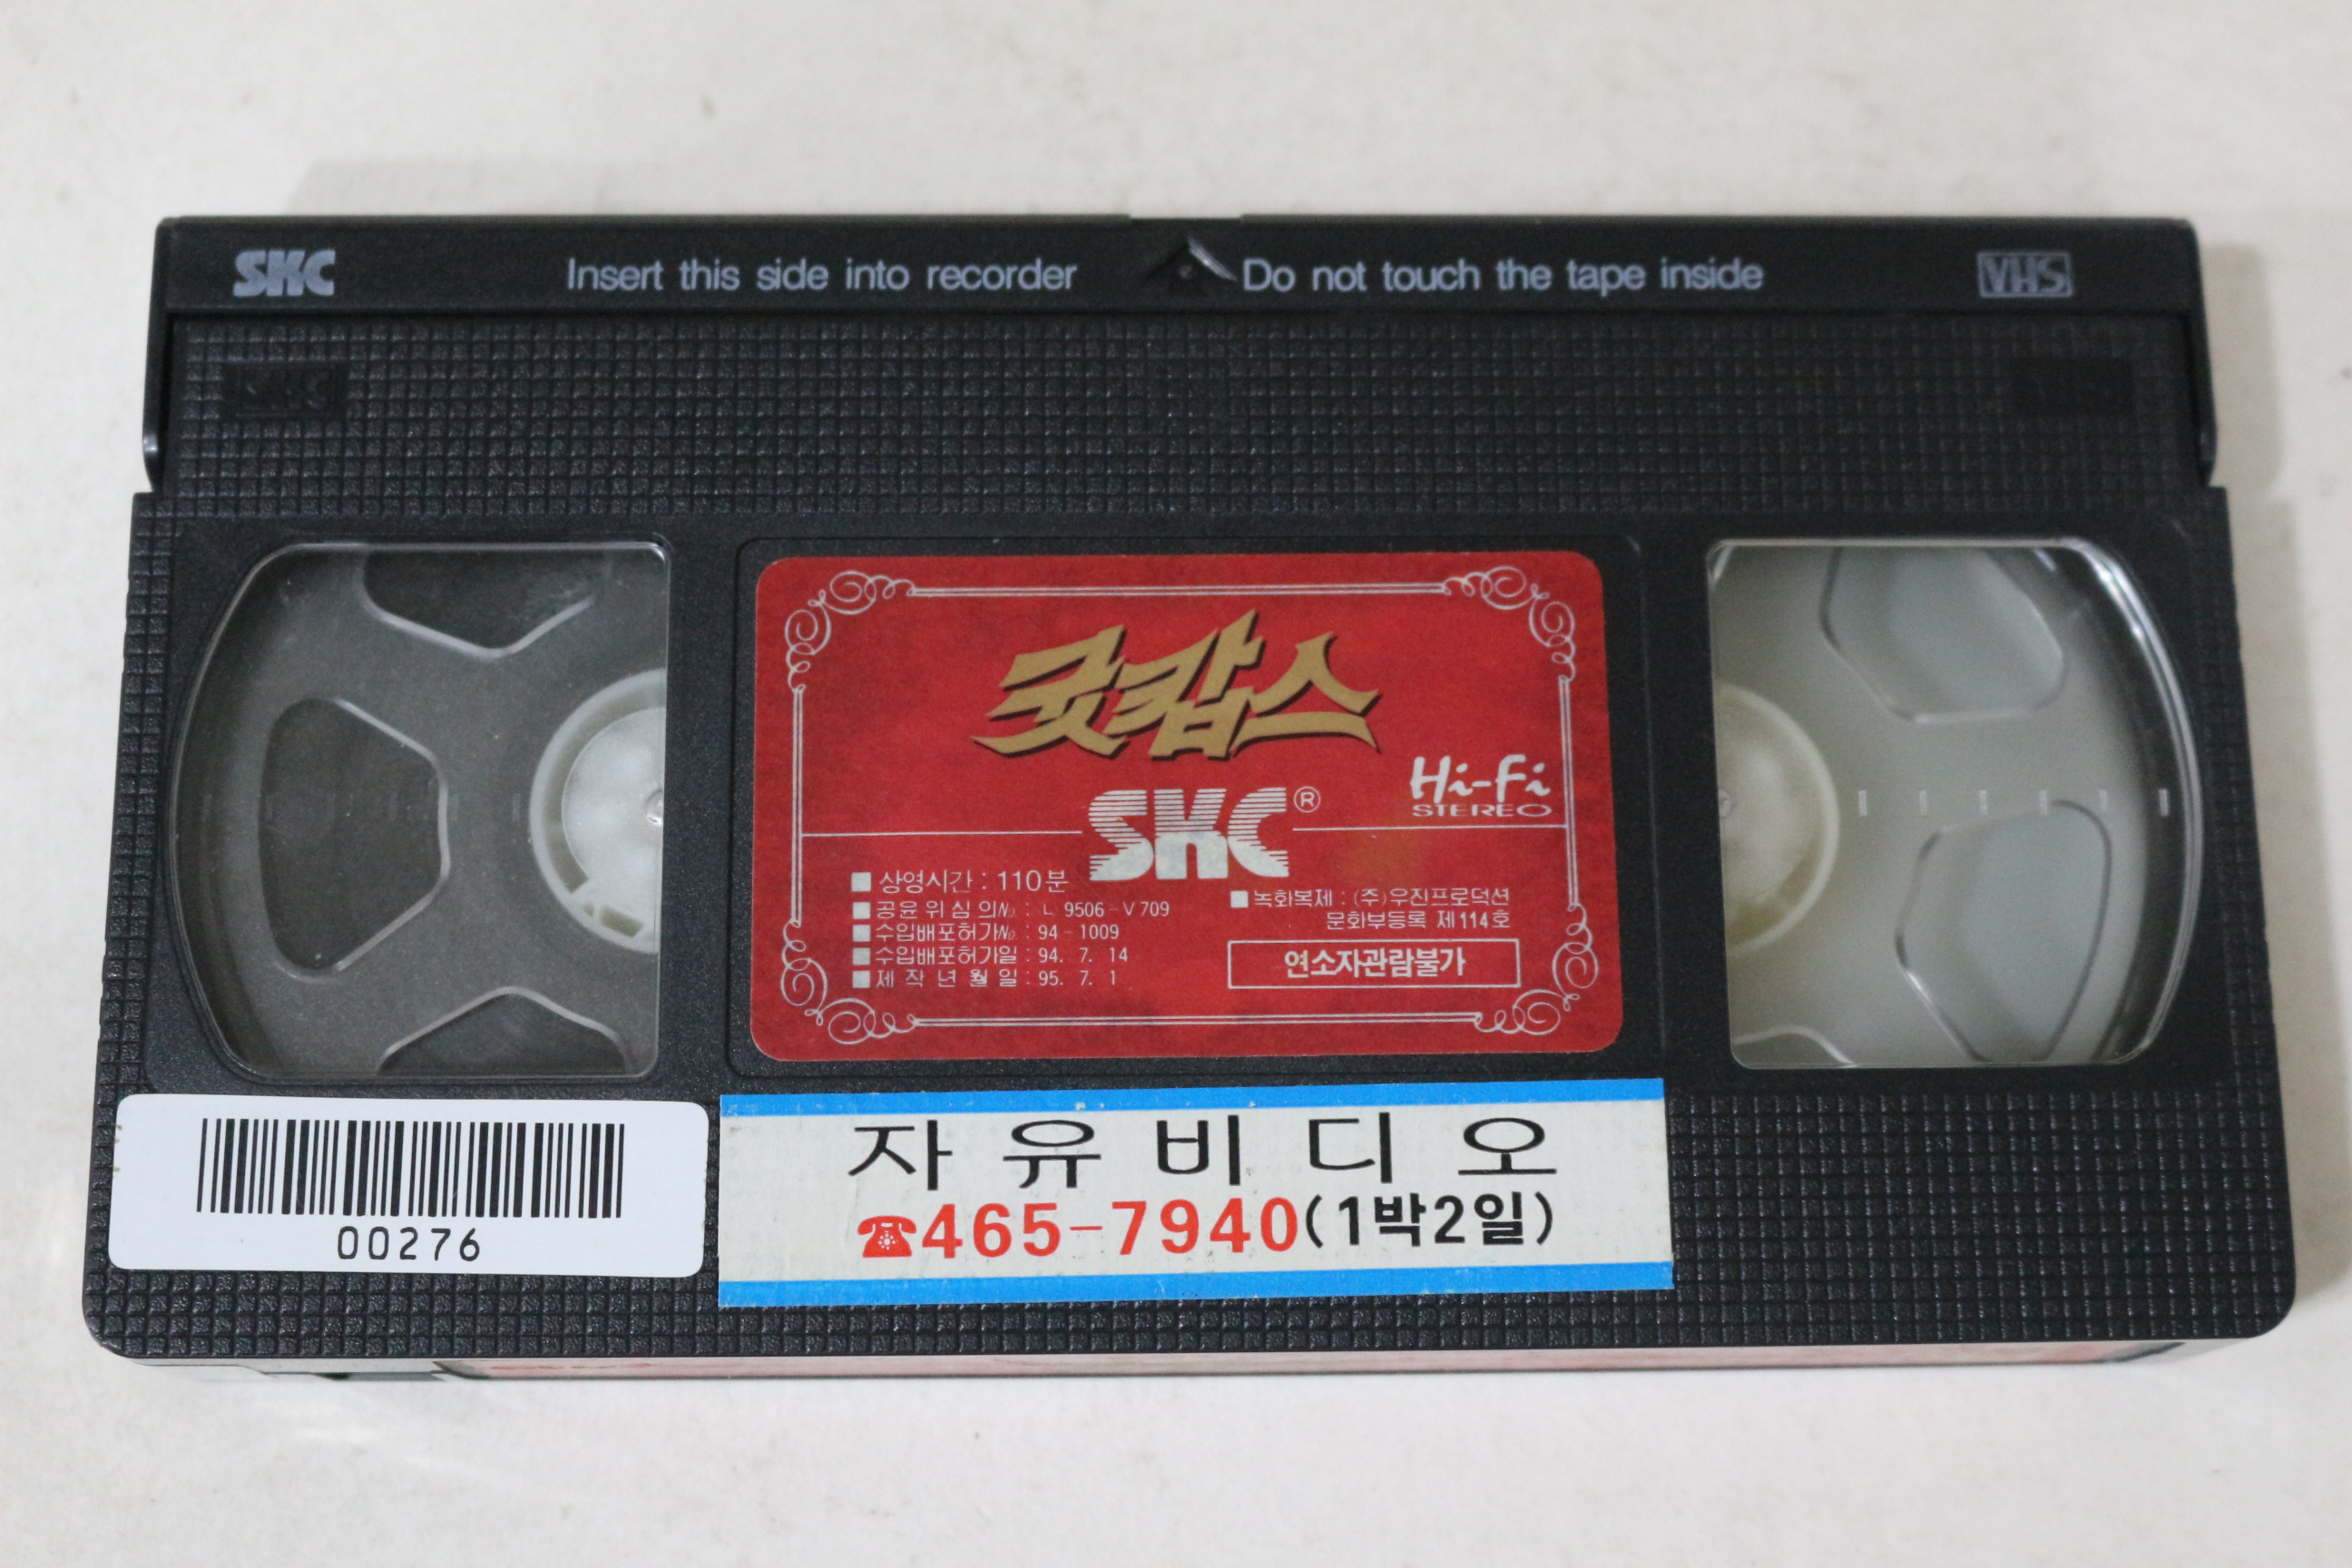 SKC Insert this side into recorder Do not touch the tape inside VHS
SKC
굿캅스
Hi-Fi
STEREO
SKC®
■ 상영시간 : 110분
■ 공윤위심의No. : ㄴ 9506-V709
■ 수입배포허가No. : 94-1009
■ 수입배포허가일 : 94. 7. 14
■ 제작년월일 : 95. 7. 1
■ 녹화복제 : (주)우진프로덕션
문화부등록 제114호
연소자관람불가
00276
자유비디오
☎465-7940(1박2일)